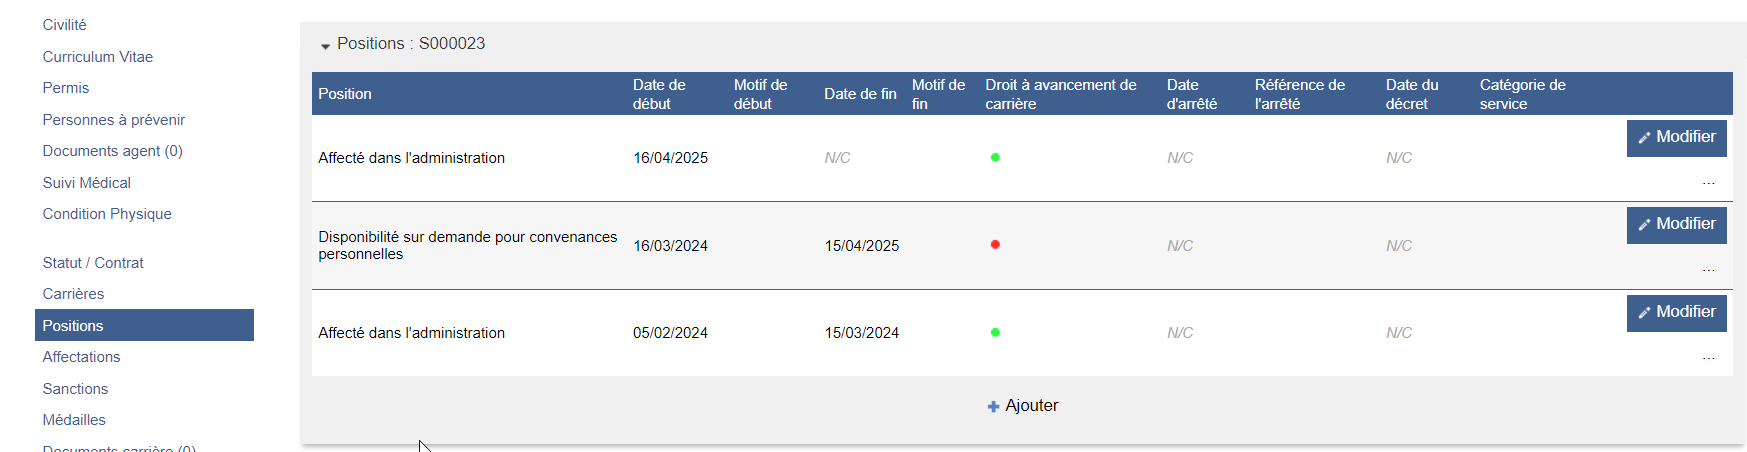 Civilité
Curriculum Vitae
Permis
Personnes à prévenir
Documents agent (0)
Suivi Médical
Condition Physique
Statut / Contrat
Carrières
Positions
Affectations
Sanctions
Médailles
Documents carrière (0)
Positions : S000023
Position
Date de début
Motif de début
Date de fin
Motif de fin
Droit à avancement de carrière
Date d'arrêté
Référence de l'arrêté
Date du décret
Catégorie de service
Affecté dans l'administration 16/04/2025 N/C N/C N/C Modifier
...
Disponibilité sur demande pour convenances personnelles 16/03/2024 15/04/2025 N/C N/C Modifier
...
Affecté dans l'administration 05/02/2024 15/03/2024 N/C N/C Modifier
...
Ajouter